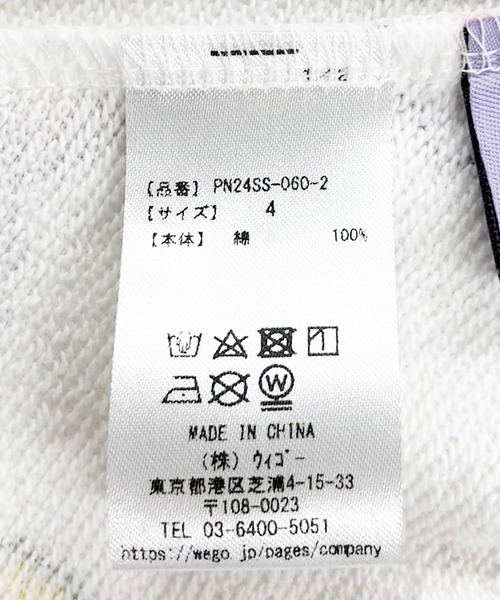 【品番】 PN24SS-060-2
【サイズ】 4
【本体】 綿 100%
W
MADE IN CHINA
(株) ウィゴー
東京都港区芝浦4-15-33
〒108-0023
TEL 03-6400-5051
https://wego.jp/pages/company